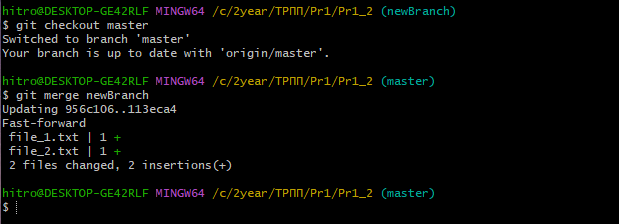 hitro@DESKTOP-GE42RLF MINGW64 /c/2year/ТРПП/Pr1/Pr1_2 (newBranch)
$ git checkout master
Switched to branch 'master'
Your branch is up to date with 'origin/master'.
hitro@DESKTOP-GE42RLF MINGW64 /c/2year/ТРПП/Pr1/Pr1_2 (master)
$ git merge newBranch
Updating 956c106..113eca4
Fast-forward
file_1.txt | 1 +
file_2.txt | 1 +
2 files changed, 2 insertions(+)
hitro@DESKTOP-GE42RLF MINGW64 /c/2year/ТРПП/Pr1/Pr1_2 (master)
$